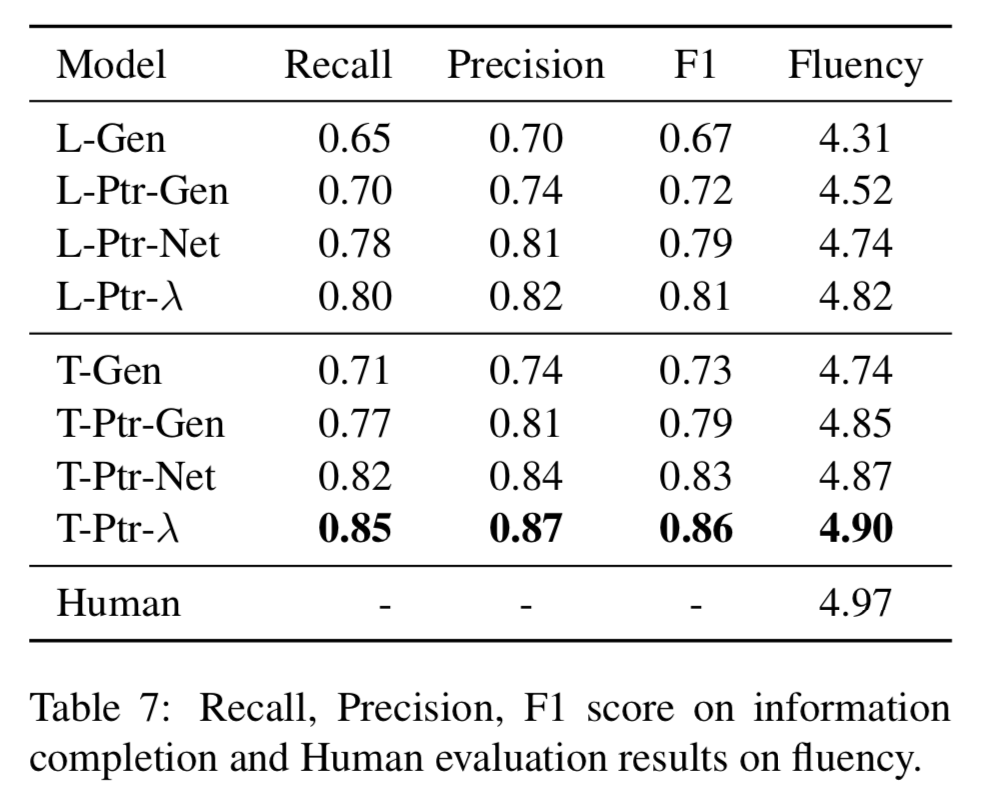 Model Recall Precision F1 Fluency
L-Gen 0.65 0.70 0.67 4.31
L-Ptr-Gen 0.70 0.74 0.72 4.52
L-Ptr-Net 0.78 0.81 0.79 4.74
L-Ptr-λ 0.80 0.82 0.81 4.82
T-Gen 0.71 0.74 0.73 4.74
T-Ptr-Gen 0.77 0.81 0.79 4.85
T-Ptr-Net 0.82 0.84 0.83 4.87
T-Ptr-λ 0.85 0.87 0.86 4.90
Human - - - 4.97
Table 7: Recall, Precision, F1 score on information
completion and Human evaluation results on fluency.